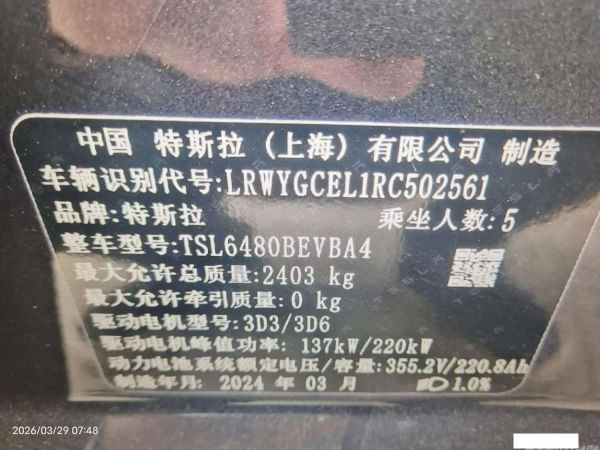 中国 特斯拉 (上海) 有限公司 制造
车辆识别代号:LRWYGCEL1RC502561
品牌:特斯拉 乘坐人数:5
整车型号:TSL6480BEVBA4
最大允许总质量:2403 kg
最大允许牵引质量:0 kg
驱动电机型号:3D3/3D6
驱动电机峰值功率: 137kW/220kW
动力电池系统额定电压/容量:355.2V/220.8Ah
制造年月: 2024 年 03 月 1.0%
2026/03/29 07:48